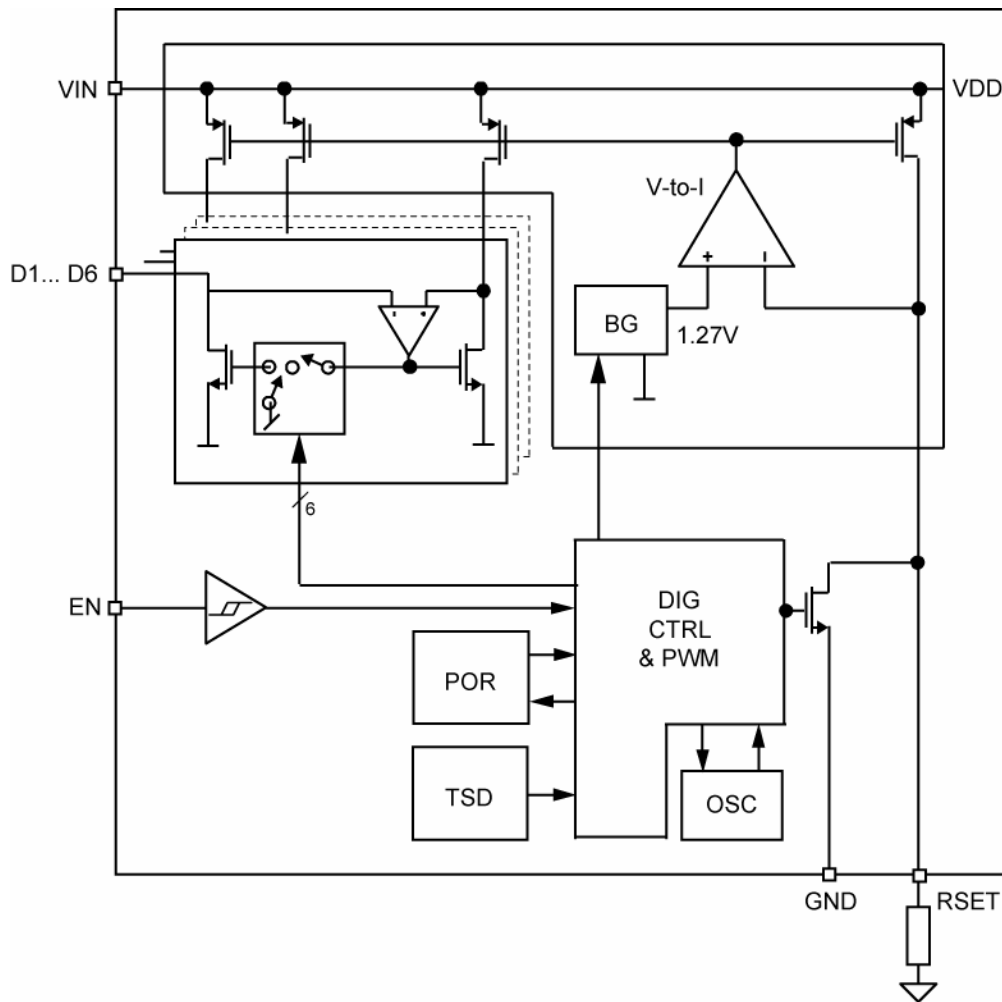 VIN
VDD
V-to-I
+ -
D1... D6
- +
BG
1.27V
6
EN
DIG
CTRL
& PWM
POR
TSD
OSC
GND
RSET